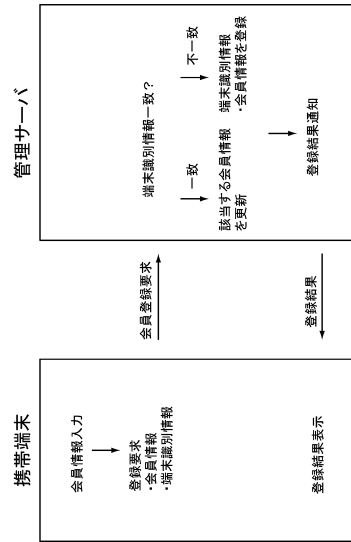 携帯端末
会員情報入力
登録要求
・会員情報
・端末識別情報
登録結果表示
会員登録要求
登録結果
管理サーバ
端末識別情報一致？
一致
不一致
該当する会員情報
を更新
端末識別情報
・会員情報を登録
登録結果通知